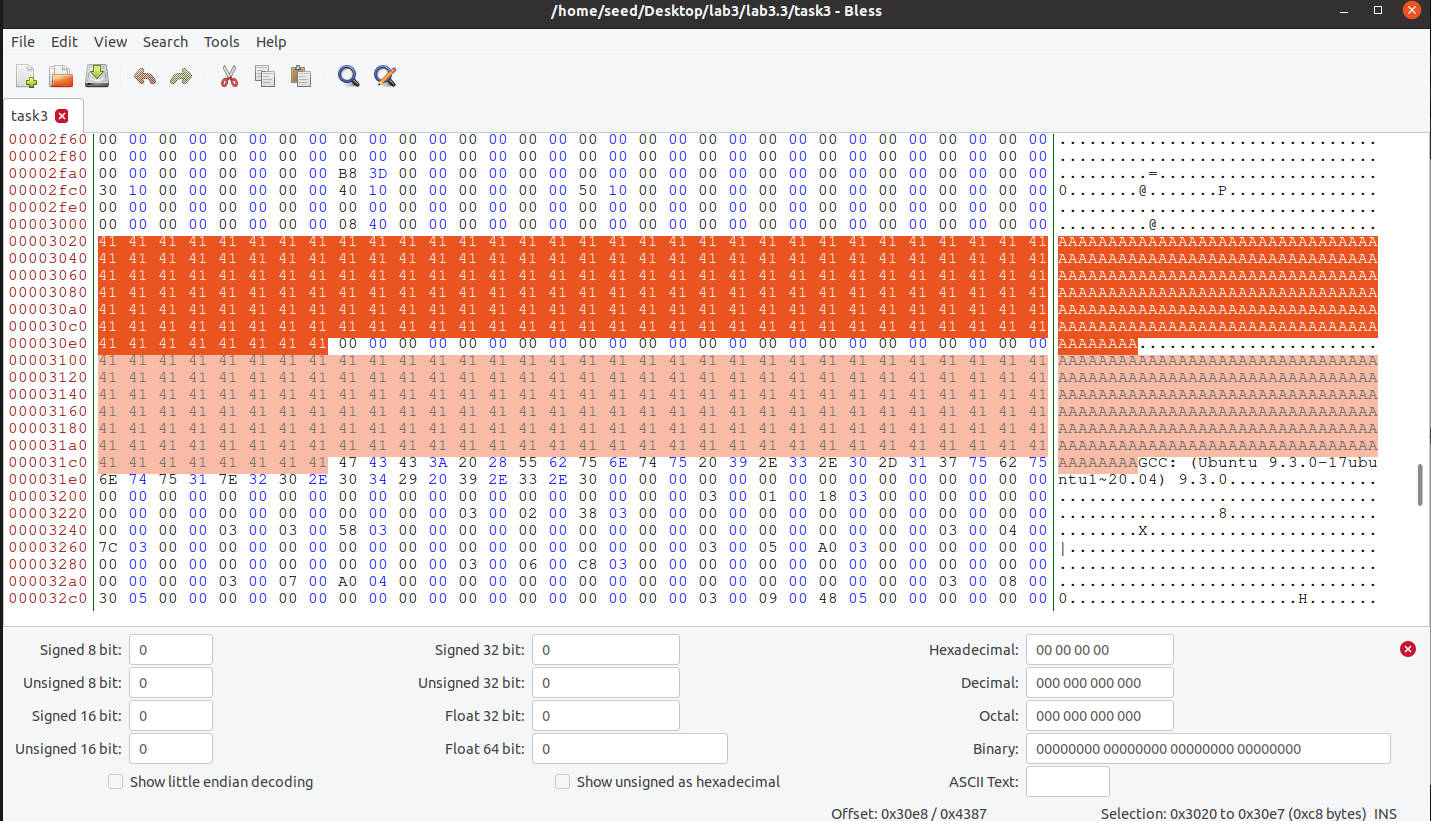 /home/seed/Desktop/lab3/lab3.3/task3 - Bless
File Edit View Search Tools Help
task3
00002f60 00 00 00 00 00 00 00 00 00 00 00 00 00 00 00 00 00 00 00 00 00 00 00 00 00 00 00 00 00 00 00 00 ................................
00002f80 00 00 00 00 00 00 00 00 00 00 00 00 00 00 00 00 00 00 00 00 00 00 00 00 00 00 00 00 00 00 00 00 ................................
00002fa0 00 00 00 00 00 00 00 00 B8 3D 00 00 00 00 00 00 00 00 00 00 00 00 00 00 00 00 00 00 00 00 00 00 .........=......................
00002fc0 30 10 00 00 00 00 00 00 40 10 00 00 00 00 00 00 50 10 00 00 00 00 00 00 00 00 00 00 00 00 00 00 0.......@.......P...............
00002fe0 00 00 00 00 00 00 00 00 00 00 00 00 00 00 00 00 00 00 00 00 00 00 00 00 00 00 00 00 00 00 00 00 ................................
00003000 00 00 00 00 00 00 00 00 08 40 00 00 00 00 00 00 00 00 00 00 00 00 00 00 00 00 00 00 00 00 00 00 .........@......................
00003020 41 41 41 41 41 41 41 41 41 41 41 41 41 41 41 41 41 41 41 41 41 41 41 41 41 41 41 41 41 41 41 41 AAAAAAAAAAAAAAAAAAAAAAAAAAAAAAAA
00003040 41 41 41 41 41 41 41 41 41 41 41 41 41 41 41 41 41 41 41 41 41 41 41 41 41 41 41 41 41 41 41 41 AAAAAAAAAAAAAAAAAAAAAAAAAAAAAAAA
00003060 41 41 41 41 41 41 41 41 41 41 41 41 41 41 41 41 41 41 41 41 41 41 41 41 41 41 41 41 41 41 41 41 AAAAAAAAAAAAAAAAAAAAAAAAAAAAAAAA
00003080 41 41 41 41 41 41 41 41 41 41 41 41 41 41 41 41 41 41 41 41 41 41 41 41 41 41 41 41 41 41 41 41 AAAAAAAAAAAAAAAAAAAAAAAAAAAAAAAA
000030a0 41 41 41 41 41 41 41 41 41 41 41 41 41 41 41 41 41 41 41 41 41 41 41 41 41 41 41 41 41 41 41 41 AAAAAAAAAAAAAAAAAAAAAAAAAAAAAAAA
000030c0 41 41 41 41 41 41 41 41 41 41 41 41 41 41 41 41 41 41 41 41 41 41 41 41 41 41 41 41 41 41 41 41 AAAAAAAAAAAAAAAAAAAAAAAAAAAAAAAA
000030e0 41 41 41 41 41 41 41 41 00 00 00 00 00 00 00 00 00 00 00 00 00 00 00 00 00 00 00 00 00 00 00 00 AAAAAAAA........................
00003100 41 41 41 41 41 41 41 41 41 41 41 41 41 41 41 41 41 41 41 41 41 41 41 41 41 41 41 41 41 41 41 41 AAAAAAAAAAAAAAAAAAAAAAAAAAAAAAAA
00003120 41 41 41 41 41 41 41 41 41 41 41 41 41 41 41 41 41 41 41 41 41 41 41 41 41 41 41 41 41 41 41 41 AAAAAAAAAAAAAAAAAAAAAAAAAAAAAAAA
00003140 41 41 41 41 41 41 41 41 41 41 41 41 41 41 41 41 41 41 41 41 41 41 41 41 41 41 41 41 41 41 41 41 AAAAAAAAAAAAAAAAAAAAAAAAAAAAAAAA
00003160 41 41 41 41 41 41 41 41 41 41 41 41 41 41 41 41 41 41 41 41 41 41 41 41 41 41 41 41 41 41 41 41 AAAAAAAAAAAAAAAAAAAAAAAAAAAAAAAA
00003180 41 41 41 41 41 41 41 41 41 41 41 41 41 41 41 41 41 41 41 41 41 41 41 41 41 41 41 41 41 41 41 41 AAAAAAAAAAAAAAAAAAAAAAAAAAAAAAAA
000031a0 41 41 41 41 41 41 41 41 41 41 41 41 41 41 41 41 41 41 41 41 41 41 41 41 41 41 41 41 41 41 41 41 AAAAAAAAAAAAAAAAAAAAAAAAAAAAAAAA
000031c0 41 41 41 41 41 41 41 41 47 43 43 3A 20 28 55 62 75 6E 74 75 20 39 2E 33 2E 30 2D 31 37 75 62 75 AAAAAAAAGCC: (Ubuntu 9.3.0-17ubu
000031e0 6E 74 75 31 7E 32 30 2E 30 34 29 20 39 2E 33 2E 30 00 00 00 00 00 00 00 00 00 00 00 00 00 00 00 ntu1~20.04) 9.3.0...............
00003200 00 00 00 00 00 00 00 00 00 00 00 00 00 00 00 00 00 00 00 00 03 00 01 00 18 03 00 00 00 00 00 00 ................................
00003220 00 00 00 00 00 00 00 00 00 00 00 00 03 00 02 00 38 03 00 00 00 00 00 00 00 00 00 00 00 00 00 00 ................8...............
00003240 00 00 00 00 03 00 03 00 58 03 00 00 00 00 00 00 00 00 00 00 00 00 00 00 00 00 00 00 03 00 04 00 ........X.......................
00003260 7C 03 00 00 00 00 00 00 00 00 00 00 00 00 00 00 00 00 00 00 03 00 05 00 A0 03 00 00 00 00 00 00 |...............................
00003280 00 00 00 00 00 00 00 00 00 00 00 00 03 00 06 00 C8 03 00 00 00 00 00 00 00 00 00 00 00 00 00 00 ................................
000032a0 00 00 00 00 03 00 07 00 A0 04 00 00 00 00 00 00 00 00 00 00 00 00 00 00 00 00 00 00 03 00 08 00 ................................
000032c0 30 05 00 00 00 00 00 00 00 00 00 00 00 00 00 00 00 00 00 00 03 00 09 00 48 05 00 00 00 00 00 00 0.......................H.......
Signed 8 bit: 0 Signed 32 bit: 0 Hexadecimal: 00 00 00 00
Unsigned 8 bit: 0 Unsigned 32 bit: 0 Decimal: 000 000 000 000
Signed 16 bit: 0 Float 32 bit: 0 Octal: 000 000 000 000
Unsigned 16 bit: 0 Float 64 bit: 0 Binary: 00000000 00000000 00000000 00000000
Show little endian decoding Show unsigned as hexadecimal ASCII Text:
Offset: 0x30e8 / 0x4387 Selection: 0x3020 to 0x30e7 (0xc8 bytes) INS